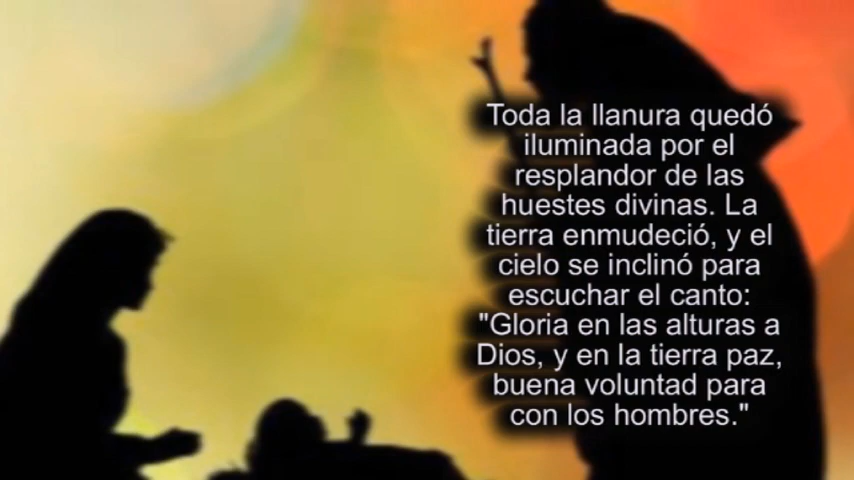 Toda la llanura quedó
iluminada por el
resplandor de las
huestes divinas. La
tierra enmudeció, y el
cielo se inclinó para
escuchar el canto:
"Gloria en las alturas a
Dios, y en la tierra paz,
buena voluntad para
con los hombres."